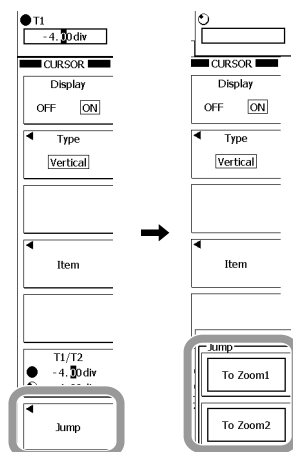 T1
-4.00div
CURSOR
Display
OFF ON
Type
Vertical
Item
T1/T2
-4.00div
Jump
CURSOR
Display
OFF ON
Type
Vertical
Item
Jump
To Zoom1
To Zoom2